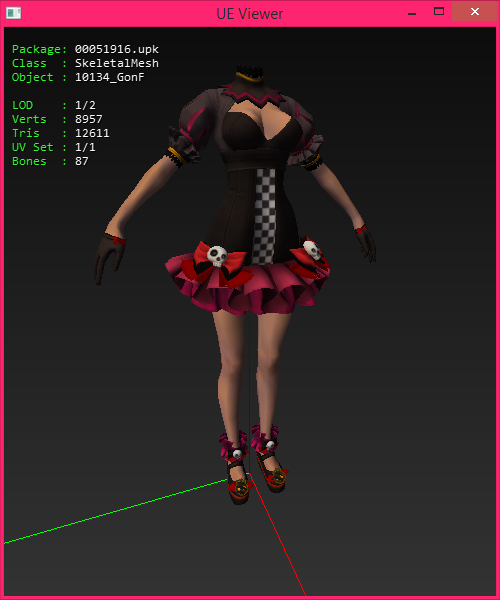 UE Viewer
Package: 00051916.upk
Class : SkeletalMesh
Object : 10134_GonF
LOD : 1/2
Verts : 8957
Tris : 12611
UV Set : 1/1
Bones : 87